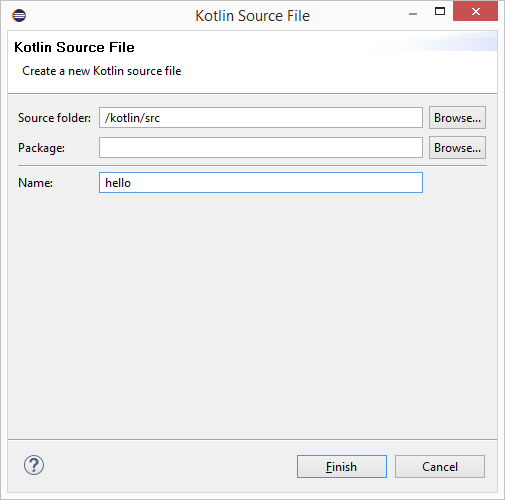 Kotlin Source File
Kotlin Source File
Create a new Kotlin source file
Source folder: /kotlin/src Browse...
Package: Browse...
Name: hello
? Finish Cancel